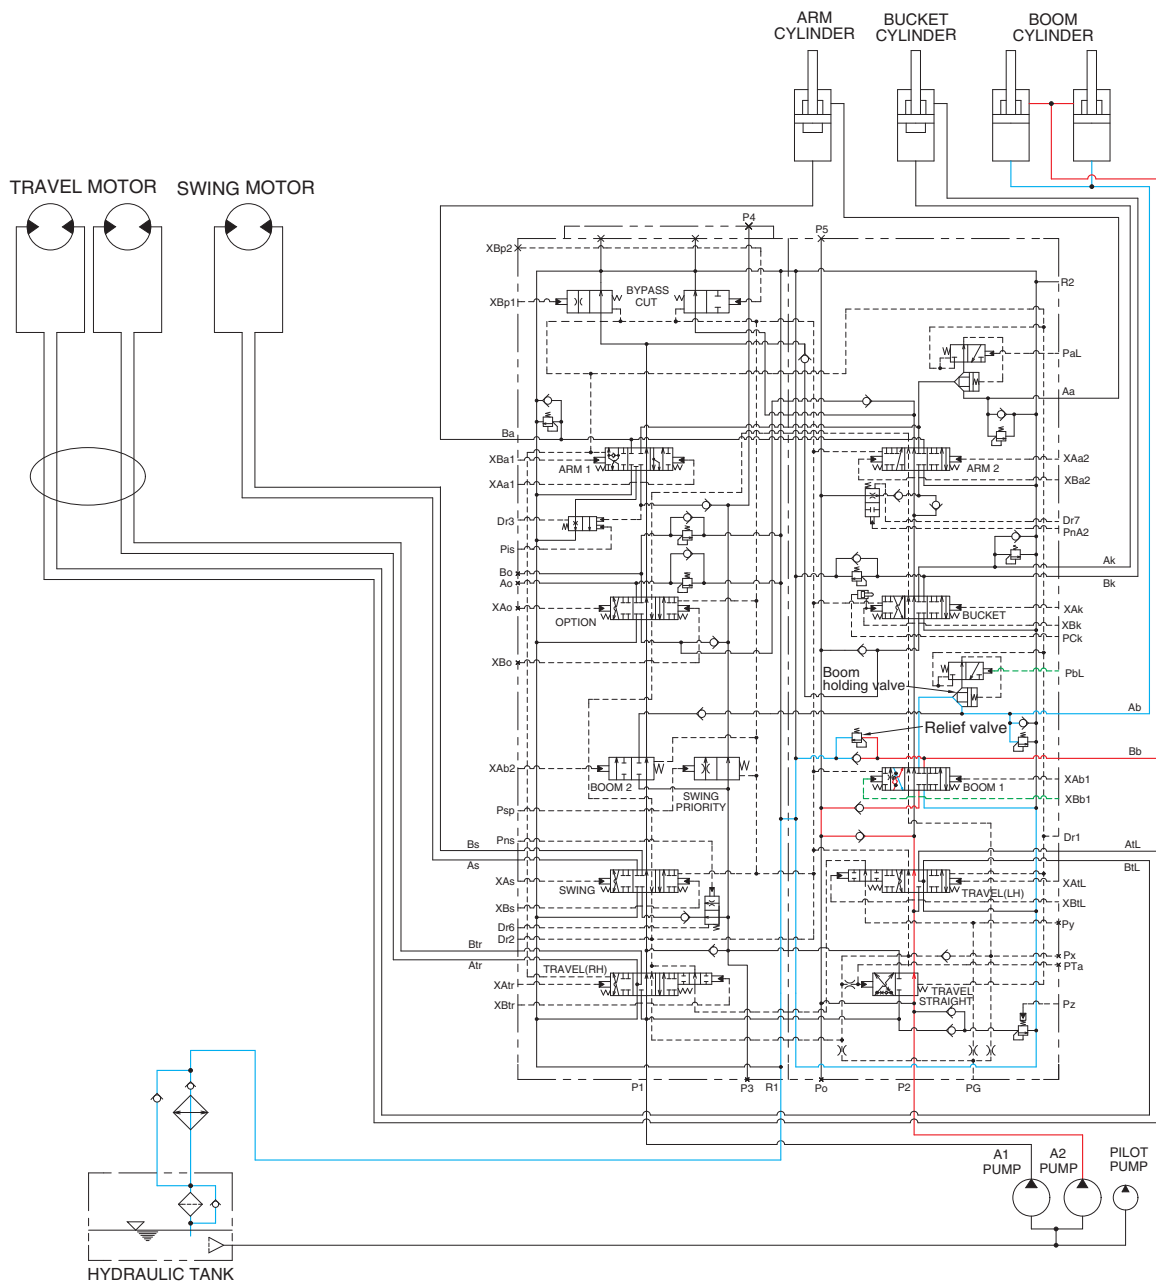 ARM
CYLINDER
BUCKET
CYLINDER
BOOM
CYLINDER
TRAVEL MOTOR
SWING MOTOR
P4
P5
XBp2
BYPASS
CUT
XBp1
R2
PaL
Aa
Ba
XBa1
ARM 1
XAa1
ARM 2
XAa2
XBa2
Dr3
Pis
Dr7
PnA2
Bo
Ao
Ak
Bk
XAo
OPTION
XBo
BUCKET
XAk
XBk
PCk
Boom
holding valve
PbL
Ab
Relief valve
Bb
XAb2
BOOM 2
SWING
PRIORITY
BOOM 1
XAb1
XBb1
Psp
Pns
Dr1
Bs
As
AtL
BtL
XAs
SWING
XBs
TRAVEL(LH)
XAtL
XBtL
Dr6
Dr2
Py
Btr
Atr
Px
PTa
TRAVEL(RH)
XAtr
XBtr
TRAVEL
STRAIGHT
Pz
P1
P3
R1
Po
P2
PG
A1
PUMP
A2
PUMP
PILOT
PUMP
HYDRAULIC TANK